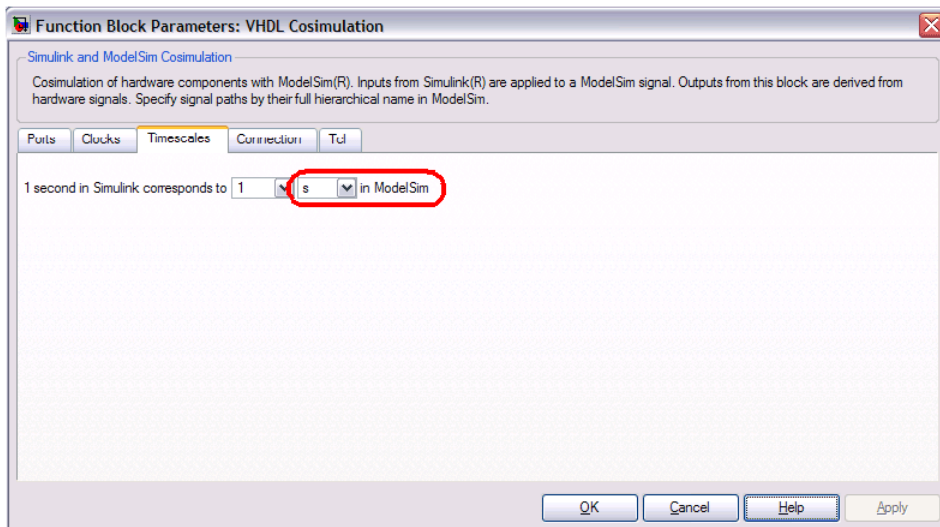 Function Block Parameters: VHDL Cosimulation
Simulink and ModelSim Cosimulation
Cosimulation of hardware components with ModelSim(R). Inputs from Simulink(R) are applied to a ModelSim signal. Outputs from this block are derived from
hardware signals. Specify signal paths by their full hierarchical name in ModelSim.
Ports Clocks Timescales Connection Tcl
1 second in Simulink corresponds to 1 s in ModelSim
OK Cancel Help Apply